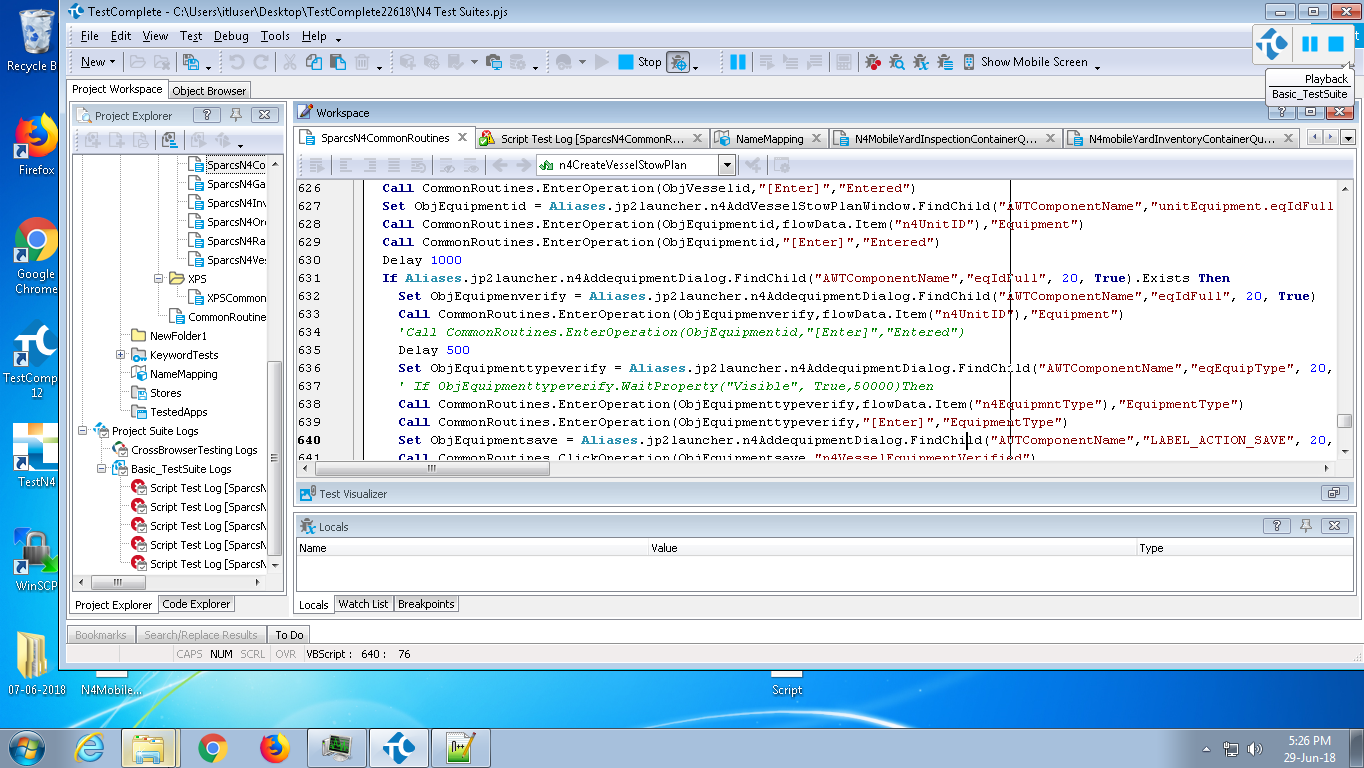 TestComplete - C:\Users\itluser\Desktop\TestComplete22618\N4 Test Suites.pjs
File Edit View Test Debug Tools Help
New Stop Show Mobile Screen
Playback
Basic_TestSuite
Project Workspace Object Browser
Project Explorer
Workspace
SparcsN4CommonRoutines Script Test Log [SparcsN4CommonR... NameMapping N4MobileYardInspectionContainerQ... N4mobileYardInventoryContainerQu...
n4CreateVesselStowPlan
SparcsN4Co
SparcsN4Ga
SparcsN4Inv
SparcsN4Ord
SparcsN4Ra
SparcsN4Ves
XPS
XPSCommon
CommonRoutine
NewFolder1
KeywordTests
NameMapping
Stores
TestedApps
Project Suite Logs
CrossBrowserTesting Logs
Basic_TestSuite Logs
Script Test Log [SparcsN
Script Test Log [SparcsN
Script Test Log [SparcsN
Script Test Log [SparcsN
Script Test Log [SparcsN
Project Explorer Code Explorer
626 Call CommonRoutines.EnterOperation(ObjVesselid,"[Enter]","Entered")
627 Set ObjEquipmentid = Aliases.jp2launcher.n4AddVesselStowPlanWindow.FindChild("AWTComponentName","unitEquipment.eqIdFull
628 Call CommonRoutines.EnterOperation(ObjEquipmentid,flowData.Item("n4UnitID"),"Equipment")
629 Call CommonRoutines.EnterOperation(ObjEquipmentid,"[Enter]","Entered")
630 Delay 1000
631 If Aliases.jp2launcher.n4AddequipmentDialog.FindChild("AWTComponentName","eqIdFull", 20, True).Exists Then
632 Set ObjEquipmenverify = Aliases.jp2launcher.n4AddequipmentDialog.FindChild("AWTComponentName","eqIdFull", 20, True)
633 Call CommonRoutines.EnterOperation(ObjEquipmenverify,flowData.Item("n4UnitID"),"Equipment")
634 'Call CommonRoutines.EnterOperation(ObjEquipmentid,"[Enter]","Entered")
635 Delay 500
636 Set ObjEquipmenttypeverify = Aliases.jp2launcher.n4AddequipmentDialog.FindChild("AWTComponentName","eqEquipType", 20,
637 ' If ObjEquipmenttypeverify.WaitProperty("Visible", True,50000)Then
638 Call CommonRoutines.EnterOperation(ObjEquipmenttypeverify,flowData.Item("n4EquipmntType"),"EquipmentType")
639 Call CommonRoutines.EnterOperation(ObjEquipmenttypeverify,"[Enter]","EquipmentType")
640 Set ObjEquipmentsave = Aliases.jp2launcher.n4AddequipmentDialog.FindChild("AWTComponentName","LABEL_ACTION_SAVE", 20,
641 Call CommonRoutines.ClickOperation(ObjEquipmentsave,"n4VesselEquipmentVerified")
Test Visualizer
Locals
Name Value Type
Locals Watch List Breakpoints
Bookmarks Search/Replace Results To Do
CAPS NUM SCRL OVR VBScript : 640 : 76
Recycle B
Firefox
Google
Chrome
TestComp
12
TestN4
WinSCP
07-06-2018
N4Mobile...
Script
5:26 PM
29-Jun-18